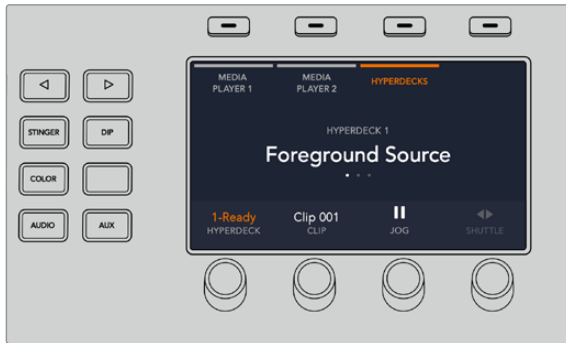 MEDIA
PLAYER 1
MEDIA
PLAYER 2
HYPERDECKS
STINGER
DIP
HYPERDECK 1
Foreground Source
COLOR
AUDIO
AUX
1-Ready
HYPERDECK
Clip 001
CLIP
JOG
SHUTTLE